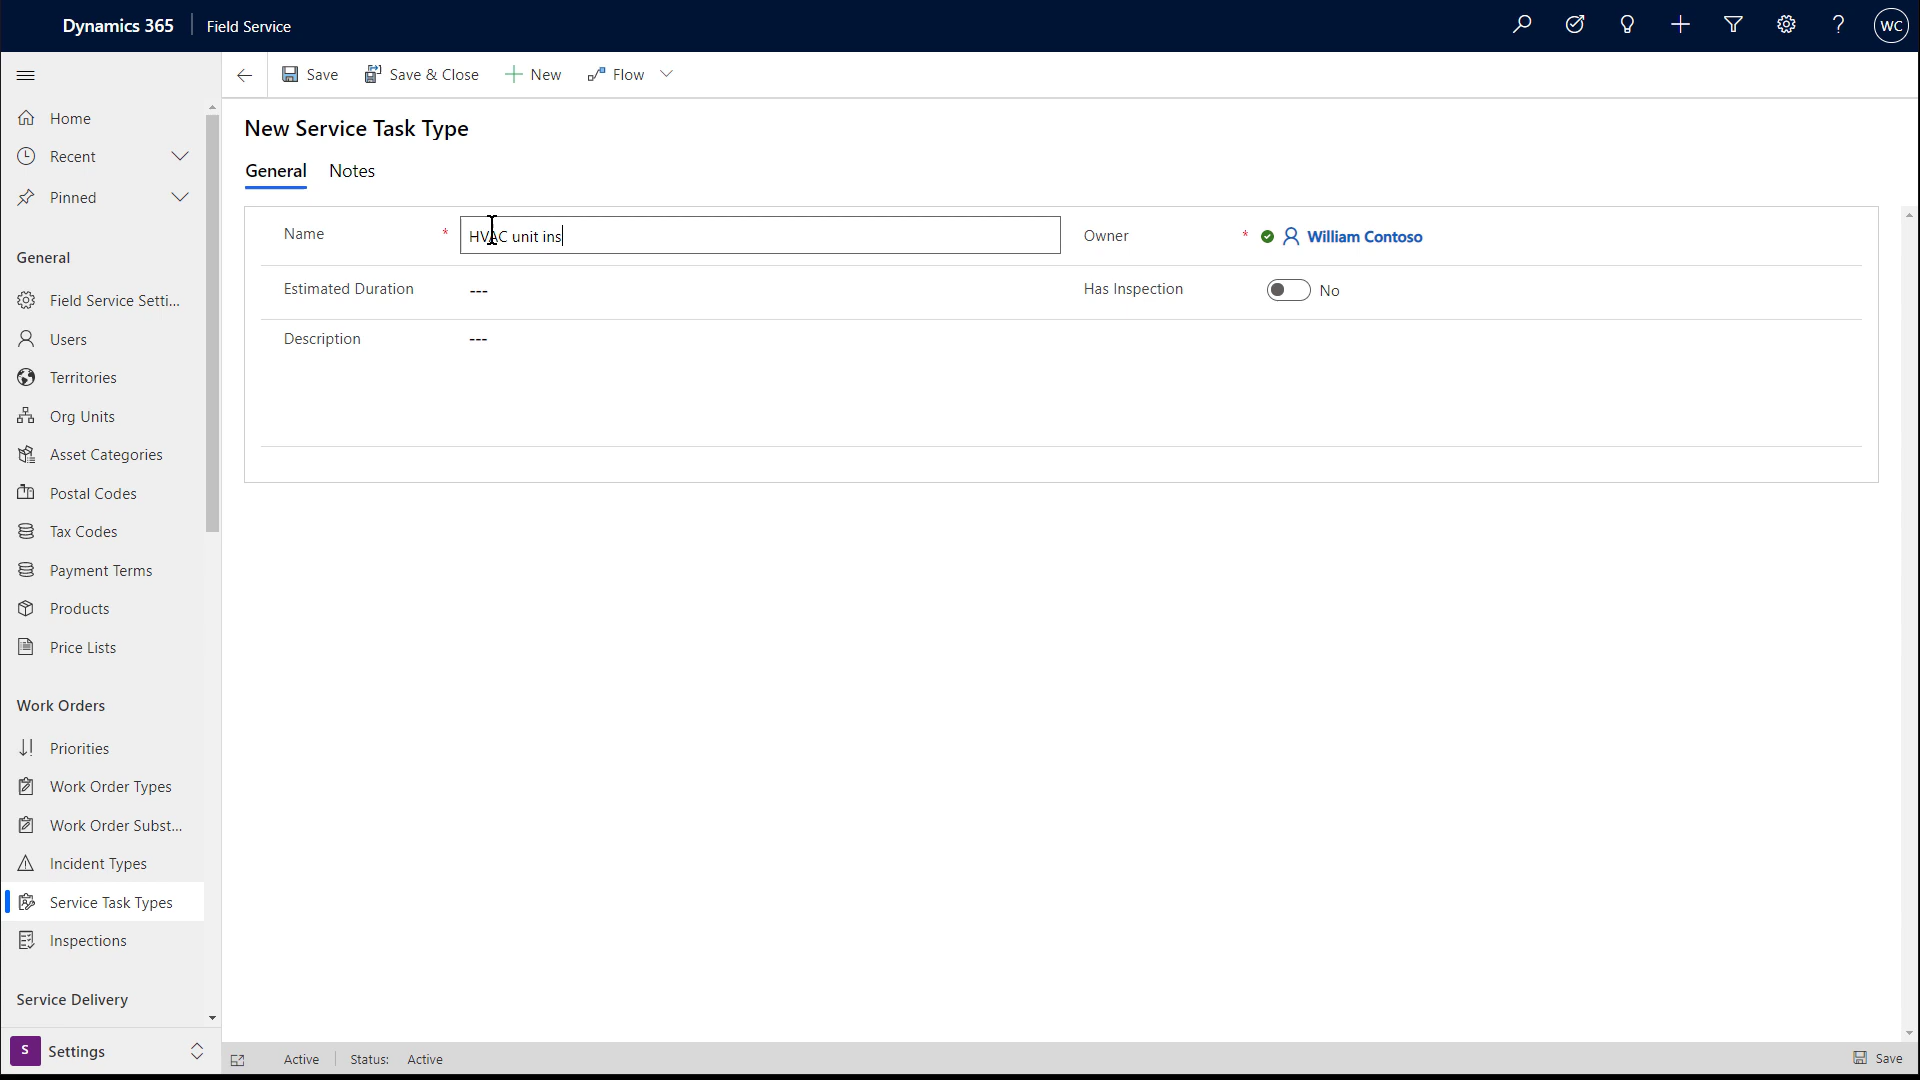 Dynamics 365 Field Service
WC
Save Save & Close New Flow
Home
Recent
Pinned
General
Field Service Setti...
Users
Territories
Org Units
Asset Categories
Postal Codes
Tax Codes
Payment Terms
Products
Price Lists
Work Orders
Priorities
Work Order Types
Work Order Subst...
Incident Types
Service Task Types
Inspections
Service Delivery
S Settings
New Service Task Type
General Notes
Name * HVAC unit ins
Owner * William Contoso
Estimated Duration ---
Has Inspection No
Description ---
Active Status: Active
Save